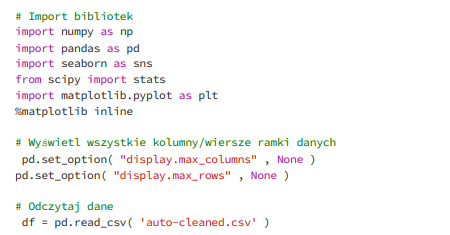 # Import bibliotek
import numpy as np
import pandas as pd
import seaborn as sns
from scipy import stats
import matplotlib.pyplot as plt
%matplotlib inline
# Wyświetl wszystkie kolumny/wiersze ramki danych
pd.set_option( "display.max_columns" , None )
pd.set_option( "display.max_rows" , None )
# Odczytaj dane
df = pd.read_csv( 'auto-cleaned.csv' )